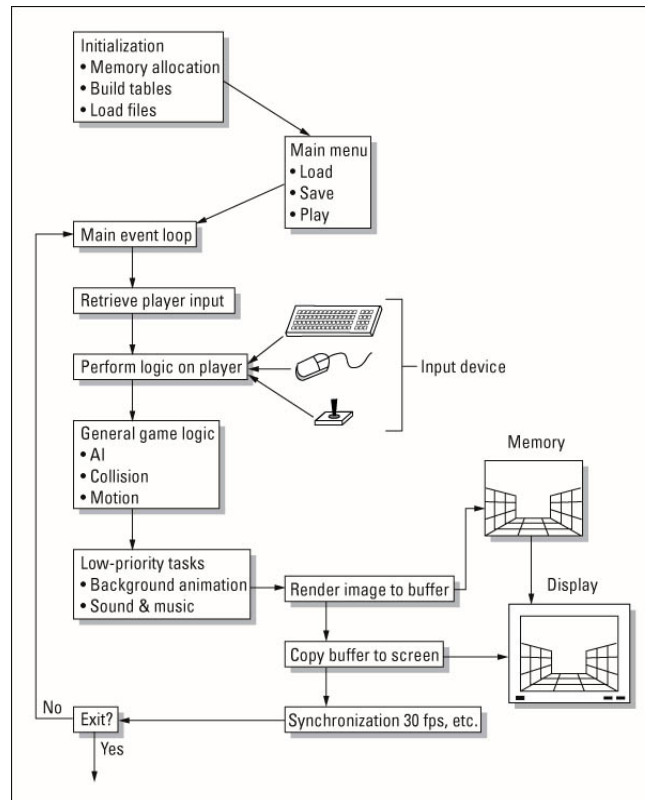 Initialization
• Memory allocation
• Build tables
• Load files
Main menu
• Load
• Save
• Play
Main event loop
Retrieve player input
Perform logic on player
Input device
General game logic
• AI
• Collision
• Motion
Memory
Low-priority tasks
• Background animation
• Sound & music
Render image to buffer
Display
Copy buffer to screen
No
Exit?
Synchronization 30 fps, etc.
Yes